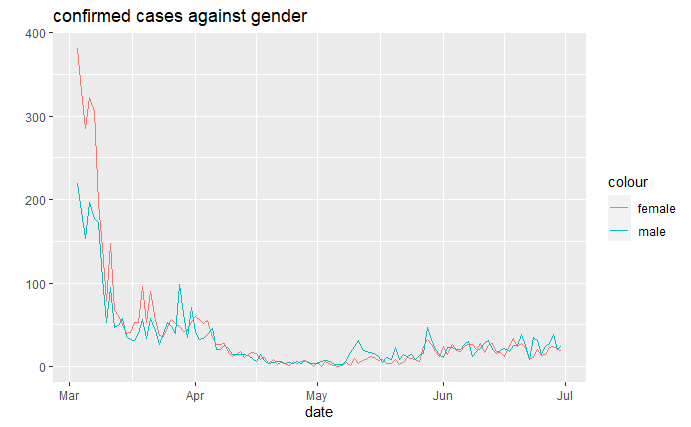 confirmed cases against gender
400
300
200
100
0
Mar
Apr
May
Jun
Jul
date
colour
female
male